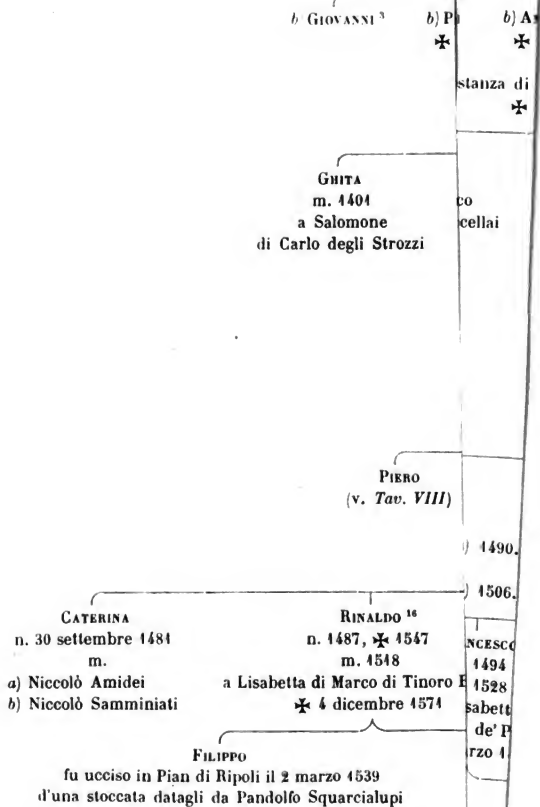 b GIOVANNI ³ b) P b) A
✠ ✠
stanza di
✠
GHITA
m. 1401
a Salomone
di Carlo degli Strozzi
co
cellai
PIERO
(v. Tav. VIII)
) 1490.
) 1506.
CATERINA
n. 30 settembre 1481
m.
a) Niccolò Amidei
b) Niccolò Samminiati
RINALDO ¹⁶
n. 1487, ✠ 1547
m. 1518
a Lisabetta di Marco di Tinoro
✠ 4 dicembre 1571
NCESCO
1494
1528
sabett
de' P
rzo 1
FILIPPO
fu ucciso in Pian di Ripoli il 2 marzo 1539
d'una stoccata datagli da Pandolfo Squarcialupi